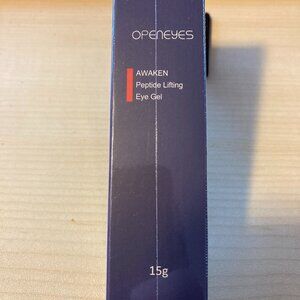 OPENEYES
AWAKEN
Peptide Lifting
Eye Gel
15g